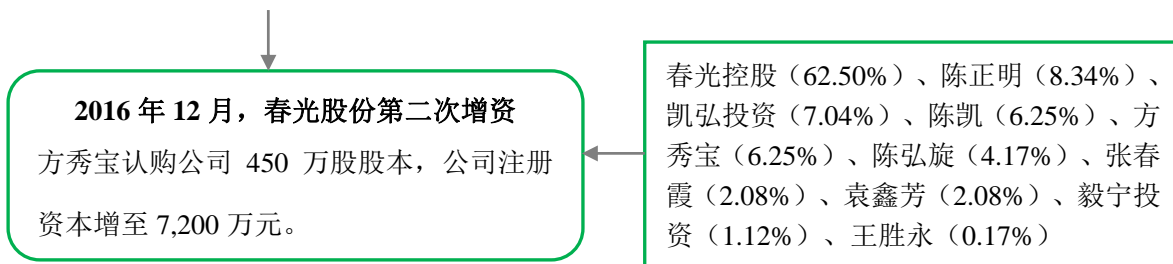 2016 年 12 月，春光股份第二次增资
方秀宝认购公司 450 万股股本，公司注册
资本增至 7,200 万元。
春光控股（62.50%）、陈正明（8.34%）、
凯弘投资（7.04%）、陈凯（6.25%）、方
秀宝（6.25%）、陈弘旋（4.17%）、张春
霞（2.08%）、袁鑫芳（2.08%）、毅宁投
资（1.12%）、王胜永（0.17%）